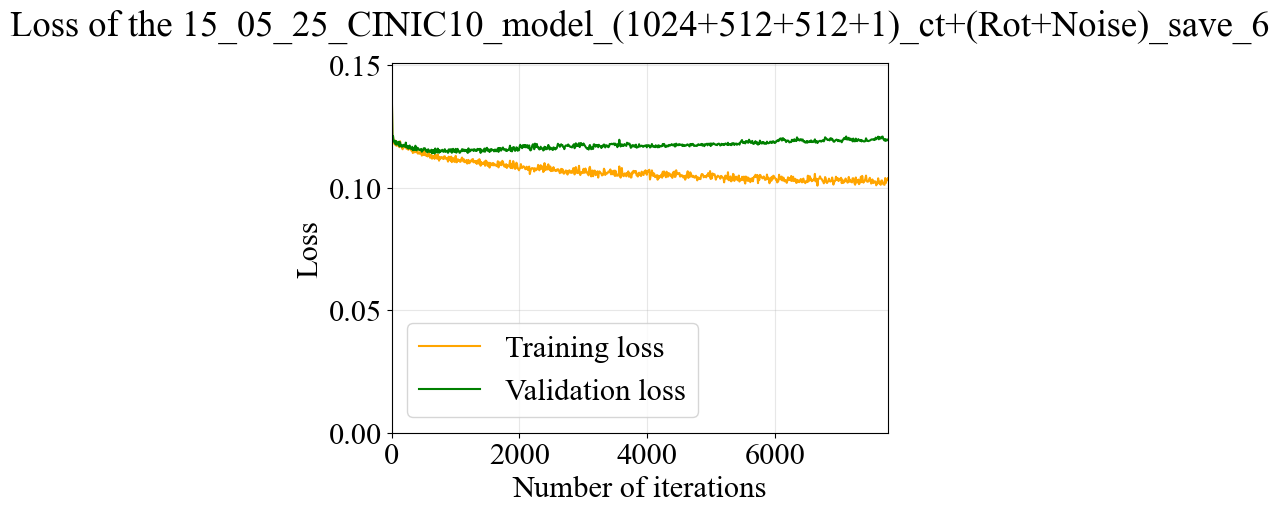 Loss of the 15_05_25_CINIC10_model_(1024+512+512+1)_ct+(Rot+Noise)_save_6
0.15
0.10
0.05
0.00
Loss
Training loss
Validation loss
0 2000 4000 6000
Number of iterations